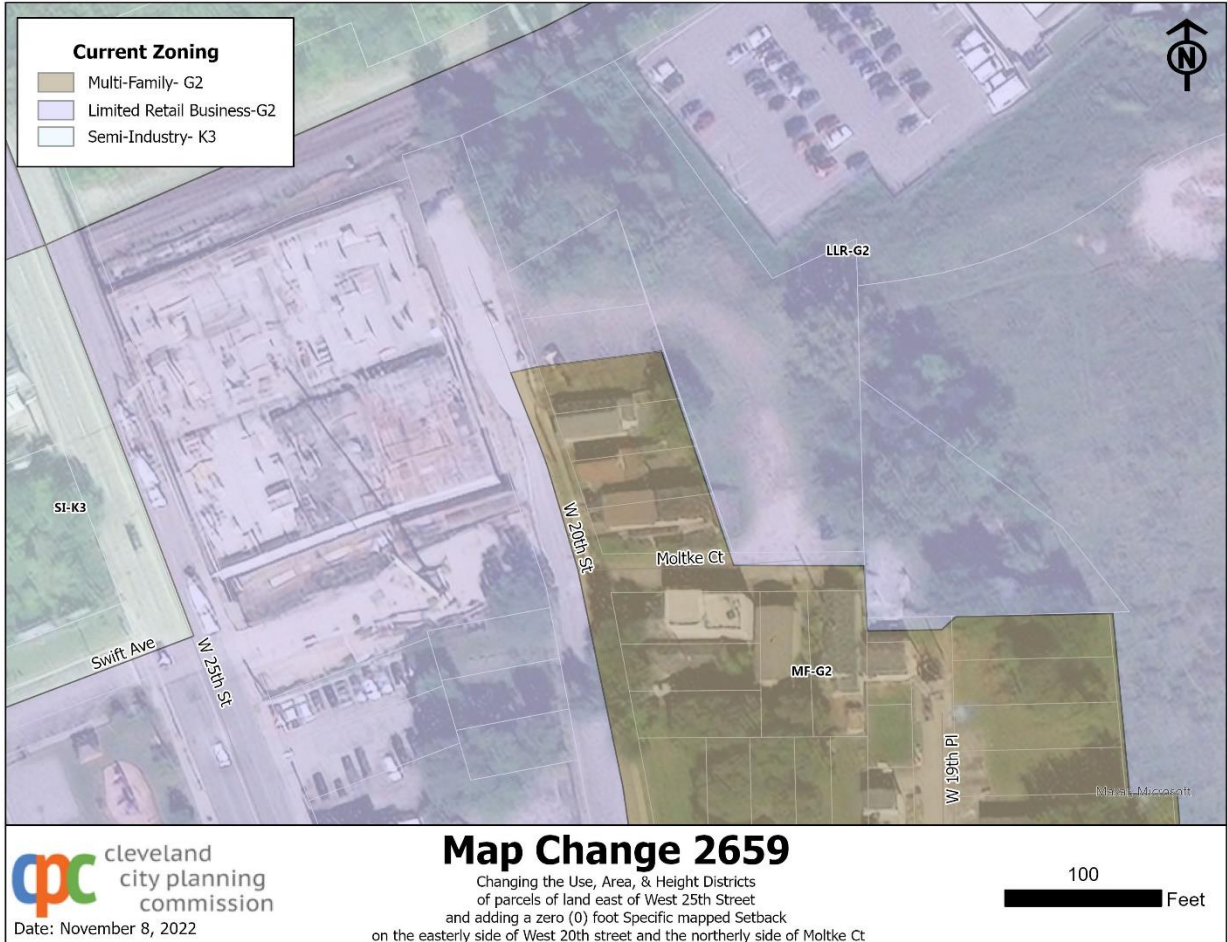 Current Zoning
Multi-Family- G2
Limited Retail Business-G2
Semi-Industry- K3
N
LLR-G2
SI-K3
W 20th St
Moltke Ct
Swift Ave
W 25th St
MF-G2
W 19th Pl
Maxar, Microsoft
cpc cleveland
city planning
commission
Date: November 8, 2022
Map Change 2659
Changing the Use, Area, & Height Districts
of parcels of land east of West 25th Street
and adding a zero (0) foot Specific mapped Setback
on the easterly side of West 20th street and the northerly side of Moltke Ct
100
Feet